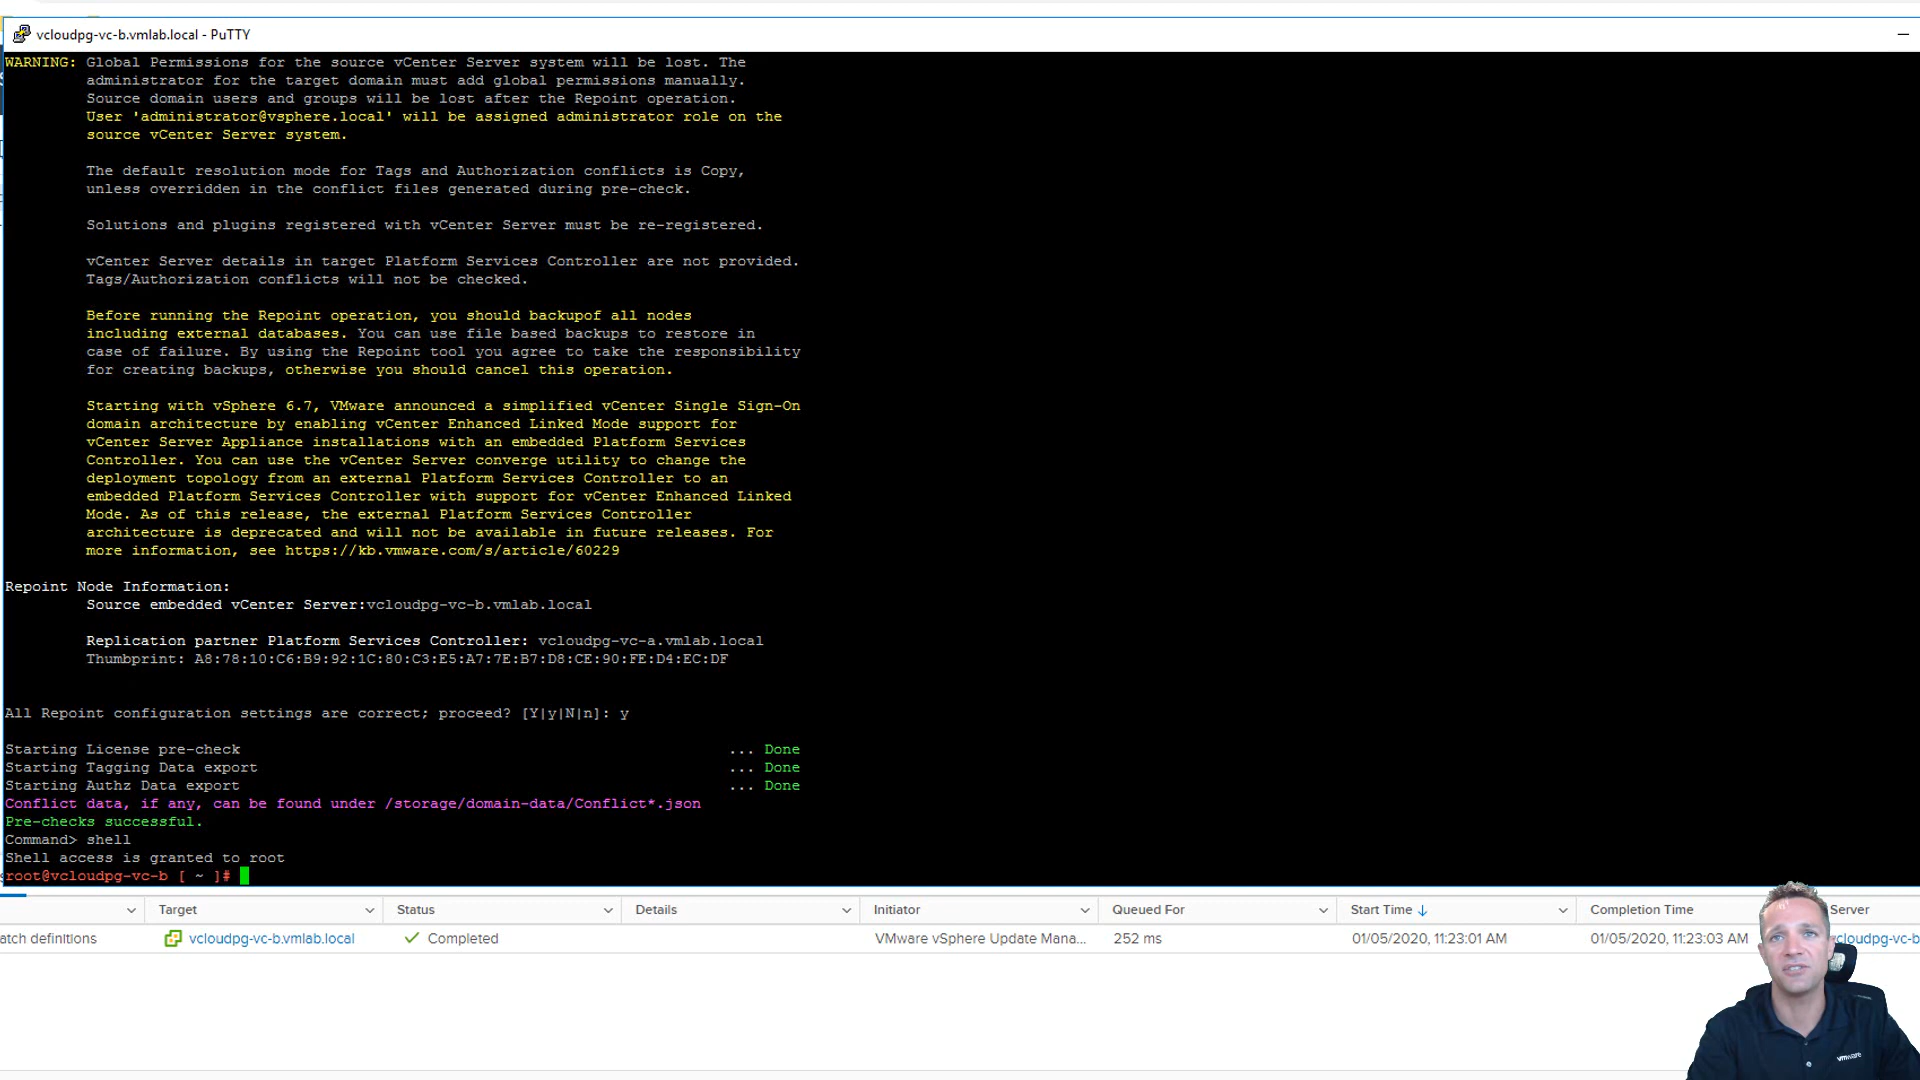 vcloudpg-vc-b.vmlab.local - PuTTY
WARNING: Global Permissions for the source vCenter Server system will be lost. The
administrator for the target domain must add global permissions manually.
Source domain users and groups will be lost after the Repoint operation.
User 'administrator@vsphere.local' will be assigned administrator role on the
source vCenter Server system.
The default resolution mode for Tags and Authorization conflicts is Copy,
unless overridden in the conflict files generated during pre-check.
Solutions and plugins registered with vCenter Server must be re-registered.
vCenter Server details in target Platform Services Controller are not provided.
Tags/Authorization conflicts will not be checked.
Before running the Repoint operation, you should backupof all nodes
including external databases. You can use file based backups to restore in
case of failure. By using the Repoint tool you agree to take the responsibility
for creating backups, otherwise you should cancel this operation.
Starting with vSphere 6.7, VMware announced a simplified vCenter Single Sign-On
domain architecture by enabling vCenter Enhanced Linked Mode support for
vCenter Server Appliance installations with an embedded Platform Services
Controller. You can use the vCenter Server converge utility to change the
deployment topology from an external Platform Services Controller to an
embedded Platform Services Controller with support for vCenter Enhanced Linked
Mode. As of this release, the external Platform Services Controller
architecture is deprecated and will not be available in future releases. For
more information, see https://kb.vmware.com/s/article/60229
Repoint Node Information:
Source embedded vCenter Server:vcloudpg-vc-b.vmlab.local
Replication partner Platform Services Controller: vcloudpg-vc-a.vmlab.local
Thumbprint: A8:78:10:C6:B9:92:1C:80:C3:E5:A7:7E:B7:D8:CE:90:FE:D4:EC:DF
All Repoint configuration settings are correct; proceed? [Y|y|N|n]: y
Starting License pre-check ... Done
Starting Tagging Data export ... Done
Starting Authz Data export ... Done
Conflict data, if any, can be found under /storage/domain-data/Conflict*.json
Pre-checks successful.
Command> shell
Shell access is granted to root
root@vcloudpg-vc-b [ ~ ]#
Target Status Details Initiator Queued For Start Time Completion Time Server
atch definitions vcloudpg-vc-b.vmlab.local Completed VMware vSphere Update Mana... 252 ms 01/05/2020, 11:23:01 AM 01/05/2020, 11:23:03 AM vcloudpg-vc-b
vmware